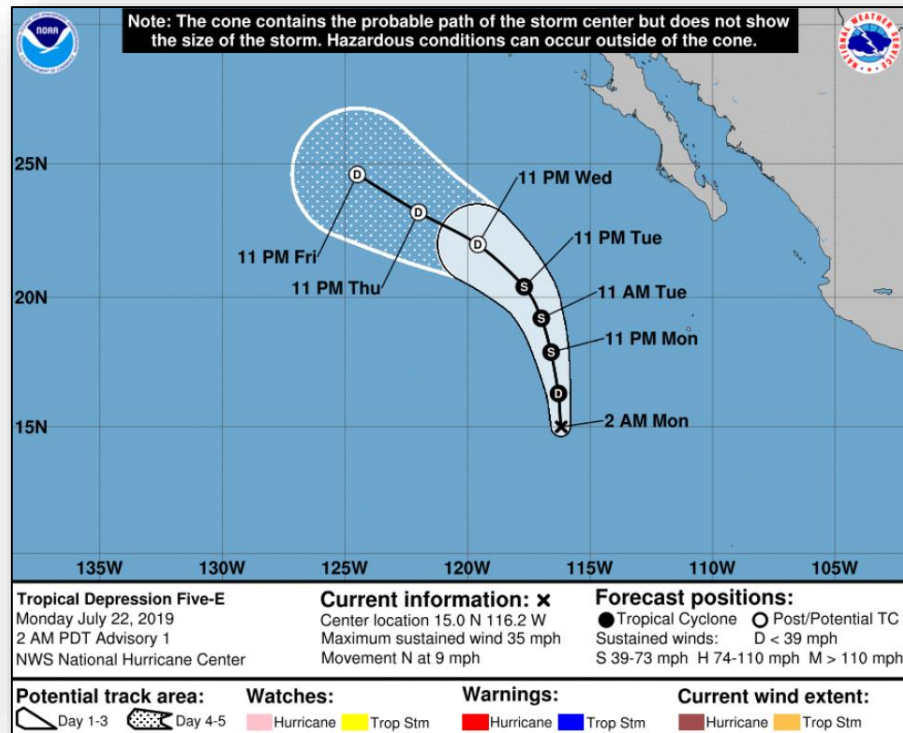 Note: The cone contains the probable path of the storm center but does not show
the size of the storm. Hazardous conditions can occur outside of the cone.
NOAA
NATIONAL WEATHER SERVICE
25N
20N
15N
11 PM Wed
11 PM Tue
11 AM Tue
11 PM Mon
2 AM Mon
11 PM Fri
11 PM Thu
D
D
D
S
S
S
D
135W 130W 125W 120W 115W 110W 105W
Tropical Depression Five-E
Monday July 22, 2019
2 AM PDT Advisory 1
NWS National Hurricane Center
Current information: x
Center location 15.0 N 116.2 W
Maximum sustained wind 35 mph
Movement N at 9 mph
Forecast positions:
Tropical Cyclone Post/Potential TC
Sustained winds: D < 39 mph
S 39-73 mph H 74-110 mph M > 110 mph
Potential track area:
Day 1-3 Day 4-5
Watches:
Hurricane Trop Stm
Warnings:
Hurricane Trop Stm
Current wind extent:
Hurricane Trop Stm